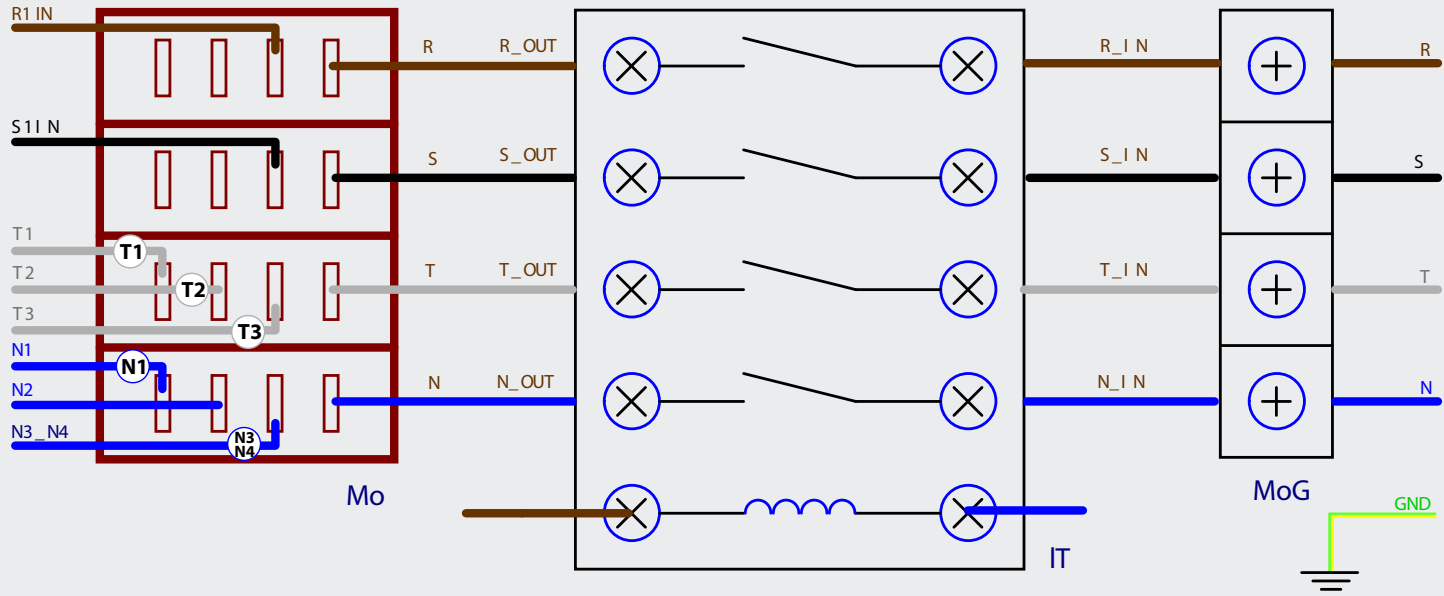 R1 IN
R R_OUT R_I N R
S1I N
S S_OUT S_I N S
T1
T1
T2
T2
T T_OUT T_I N T
T3
T3
N1
N1
N2
N N_OUT N_I N N
N3_N4
N3
N4
Mo
MoG
GND
IT